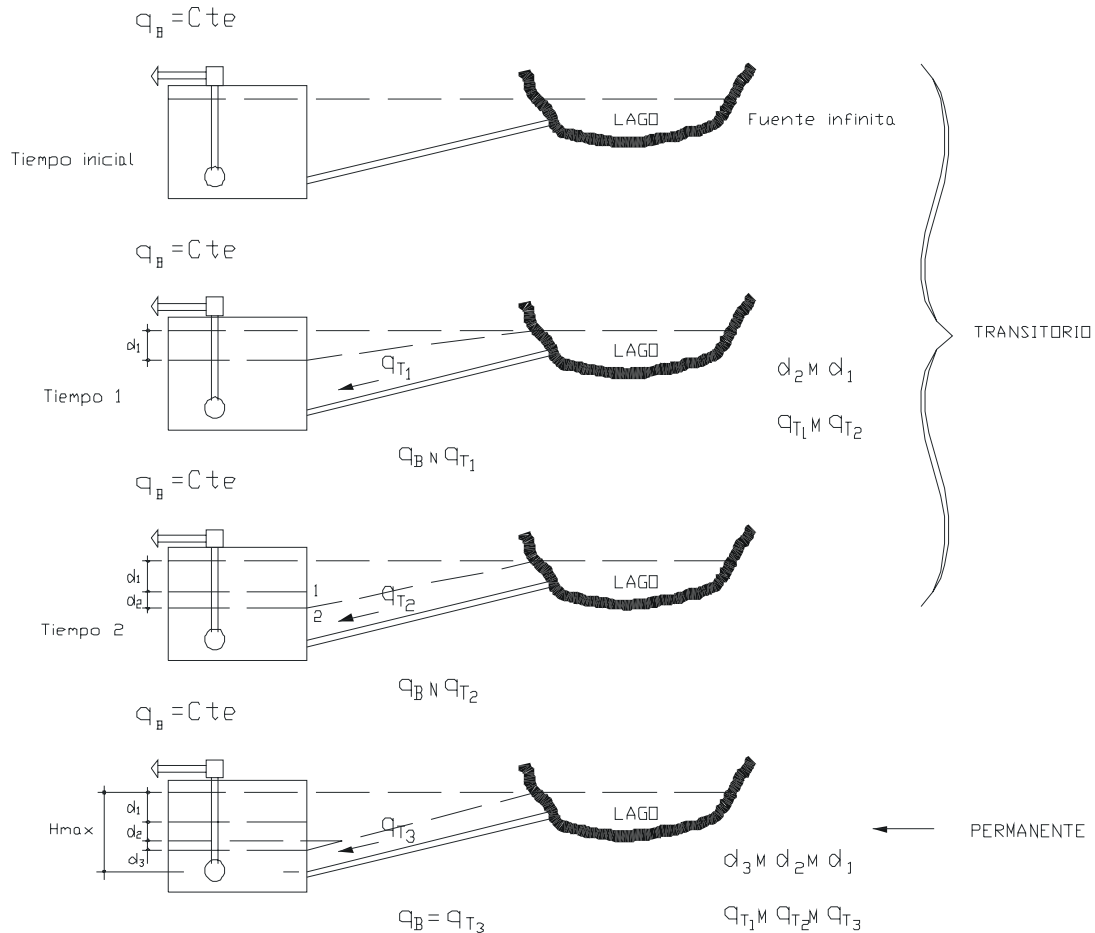 q_B = Cte
LAGO
Fuente infinita
Tiempo inicial
q_B = Cte
d₁
q_T₁
LAGO
TRANSITORIO
Tiempo 1
d₂ M d₁
q_T₁ M q_T₂
q_B N q_T₁
q_B = Cte
d₁
d₂
1
2
q_T₂
LAGO
Tiempo 2
q_B N q_T₂
q_B = Cte
Hmax
d₁
d₂
d₃
q_T₃
LAGO
PERMANENTE
d₃ M d₂ M d₁
q_T₁ M q_T₂ M q_T₃
q_B = q_T₃